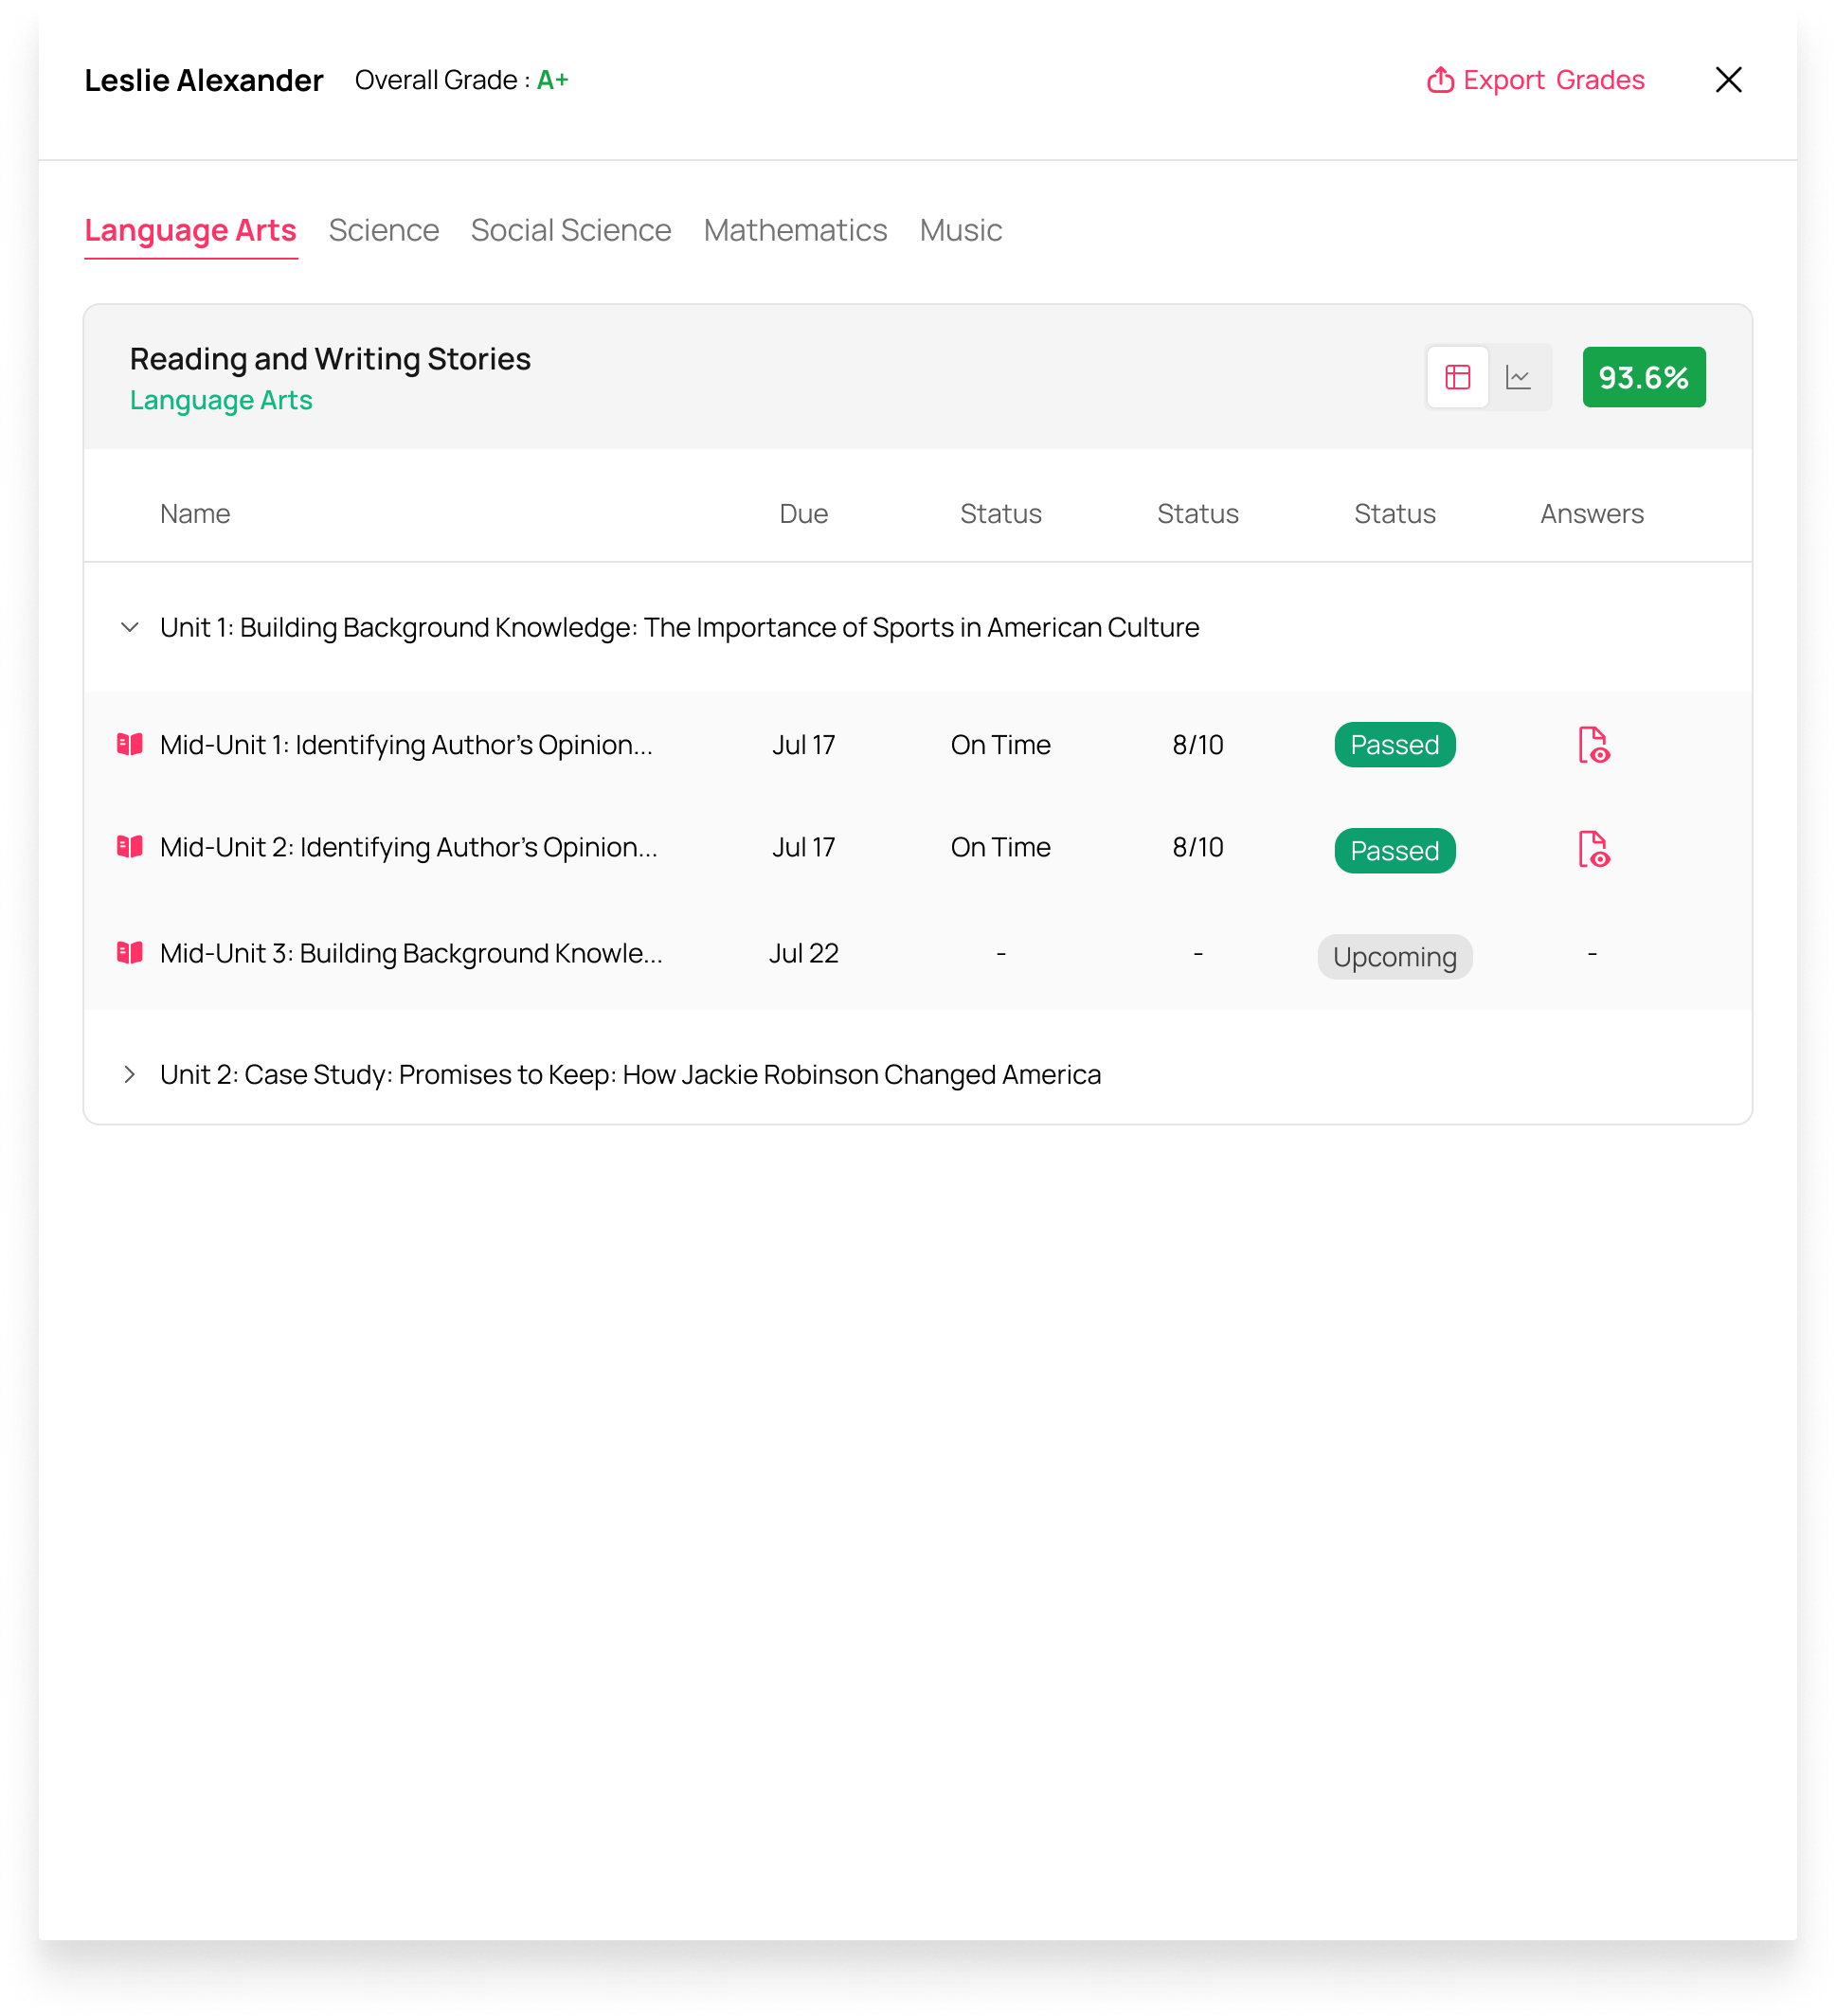 Leslie Alexander Overall Grade : A+ Export Grades
Language Arts Science Social Science Mathematics Music
Reading and Writing Stories
Language Arts
93.6%
Name Due Status Status Status Answers
Unit 1: Building Background Knowledge: The Importance of Sports in American Culture
Mid-Unit 1: Identifying Author’s Opinion... Jul 17 On Time 8/10 Passed
Mid-Unit 2: Identifying Author’s Opinion... Jul 17 On Time 8/10 Passed
Mid-Unit 3: Building Background Knowle... Jul 22 - - Upcoming -
Unit 2: Case Study: Promises to Keep: How Jackie Robinson Changed America